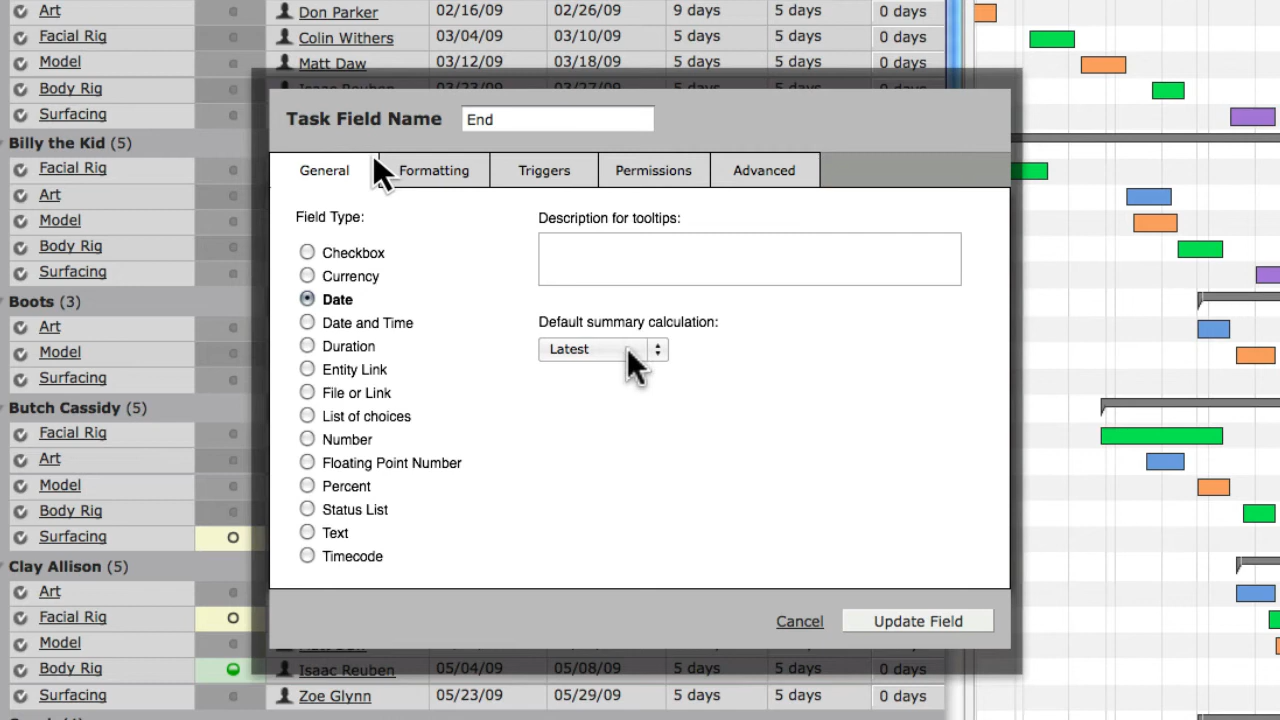 Art Don Parker 02/16/09 02/26/09 9 days 5 days 0 days
Facial Rig Colin Withers 03/04/09 03/10/09 5 days 5 days 0 days
Model Matt Daw 03/12/09 03/18/09 5 days 5 days 0 days
Body Rig
Surfacing
Billy the Kid (5)
Facial Rig
Art
Model
Body Rig
Surfacing
Boots (3)
Art
Model
Surfacing
Butch Cassidy (5)
Facial Rig
Art
Model
Body Rig
Surfacing
Clay Allison (5)
Art
Facial Rig
Model
Body Rig Isaac Reuben 05/04/09 05/08/09 5 days 5 days 0 days
Surfacing Zoe Glynn 05/23/09 05/29/09 5 days 5 days 0 days
Task Field Name End
General Formatting Triggers Permissions Advanced
Field Type:
Checkbox
Currency
Date
Date and Time
Duration
Entity Link
File or Link
List of choices
Number
Floating Point Number
Percent
Status List
Text
Timecode
Description for tooltips:
Default summary calculation:
Latest
Cancel Update Field